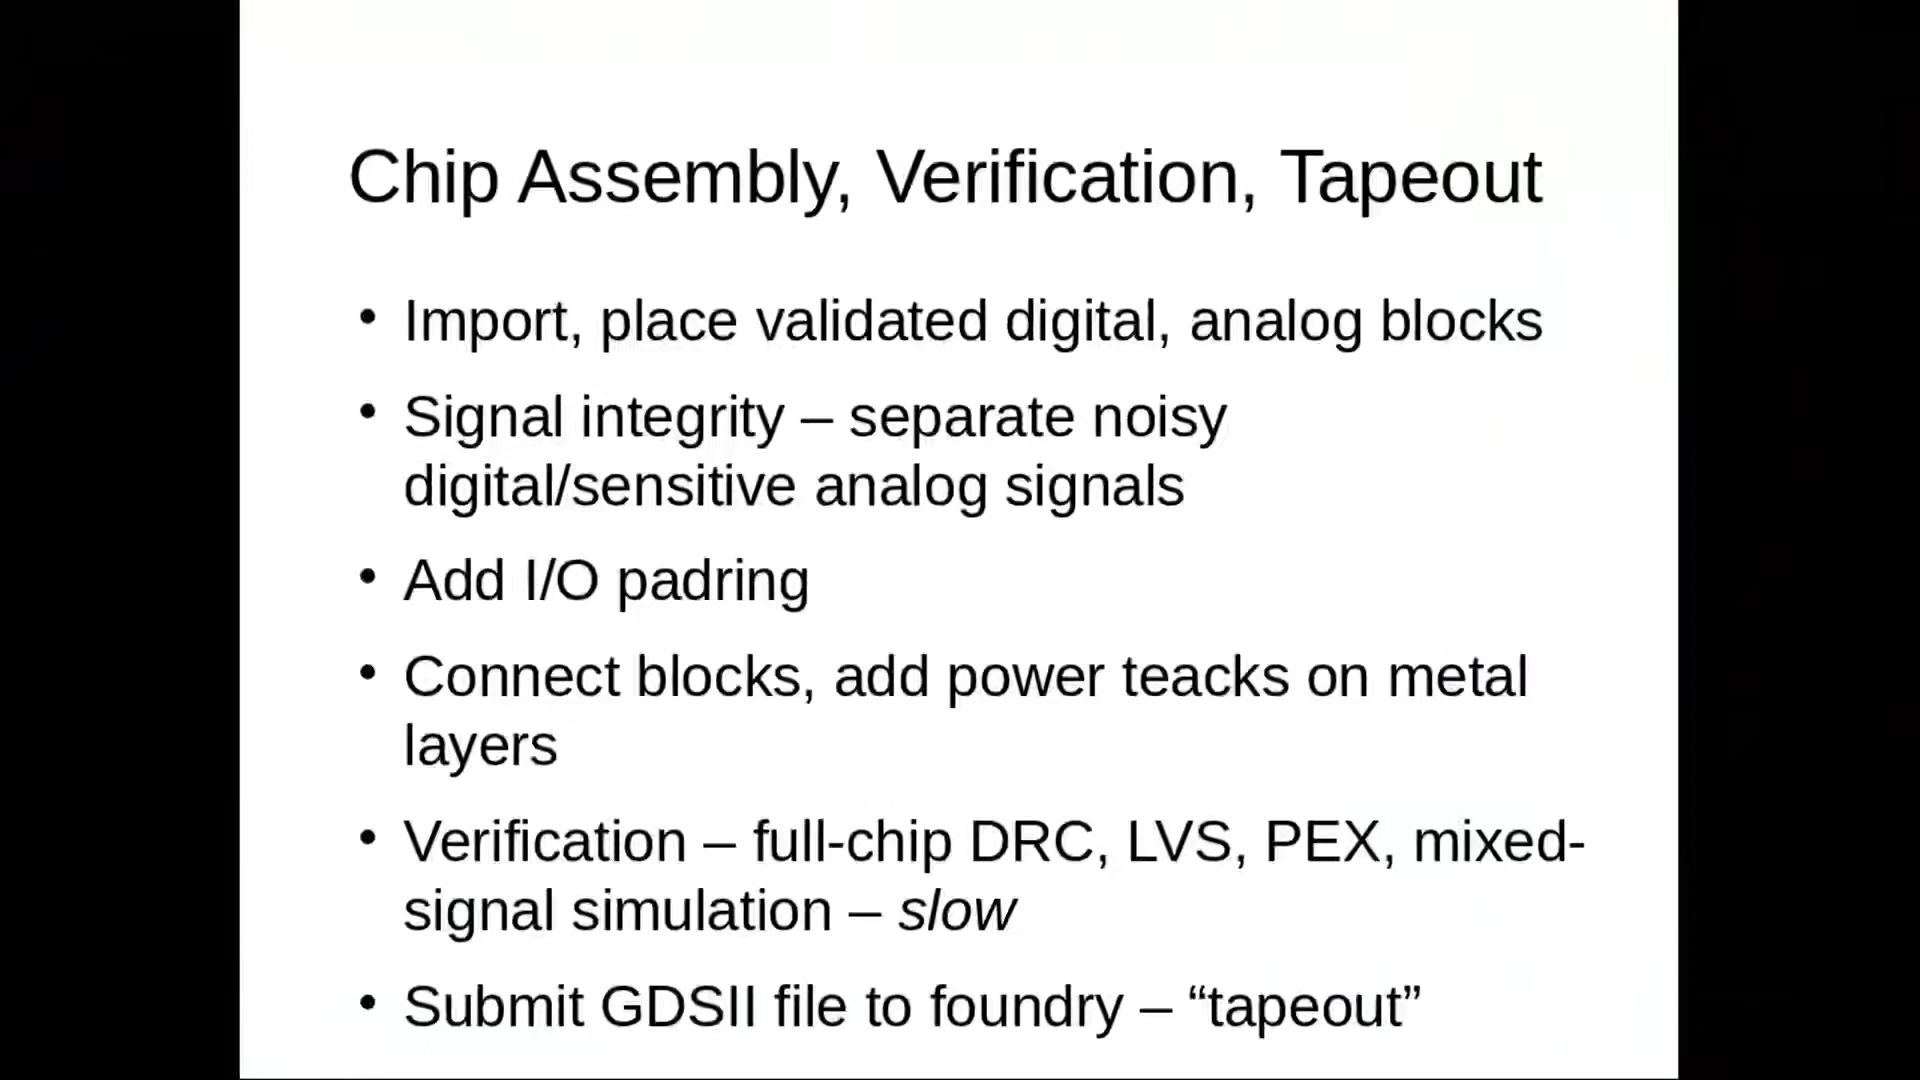 Chip Assembly, Verification, Tapeout
• Import, place validated digital, analog blocks
• Signal integrity – separate noisy
digital/sensitive analog signals
• Add I/O padring
• Connect blocks, add power teacks on metal
layers
• Verification – full-chip DRC, LVS, PEX, mixed-
signal simulation – slow
• Submit GDSII file to foundry – “tapeout”